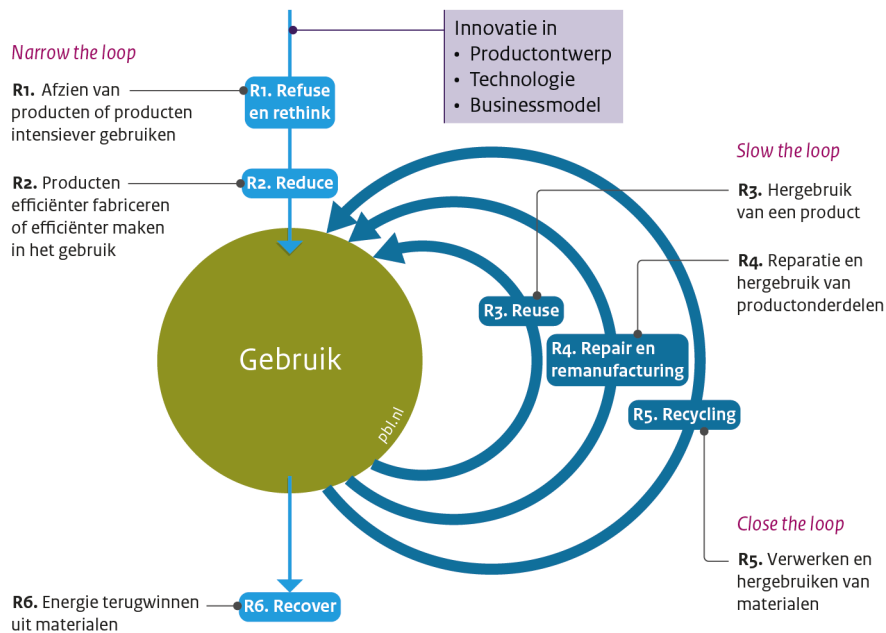 Innovatie in
• Productontwerp
• Technologie
• Businessmodel
Narrow the loop
R1. Afzien van
producten of producten
intensiever gebruiken
R1. Refuse
en rethink
R2. Producten
efficiënter fabriceren
of efficiënter maken
in het gebruik
R2. Reduce
Slow the loop
R3. Hergebruik
van een product
R4. Reparatie en
hergebruik van
productonderdelen
R3. Reuse
R4. Repair en
remanufacturing
R5. Recycling
Gebruik
pbl.nl
Close the loop
R5. Verwerken en
hergebruiken van
materialen
R6. Energie terugwinnen
uit materialen
R6. Recover